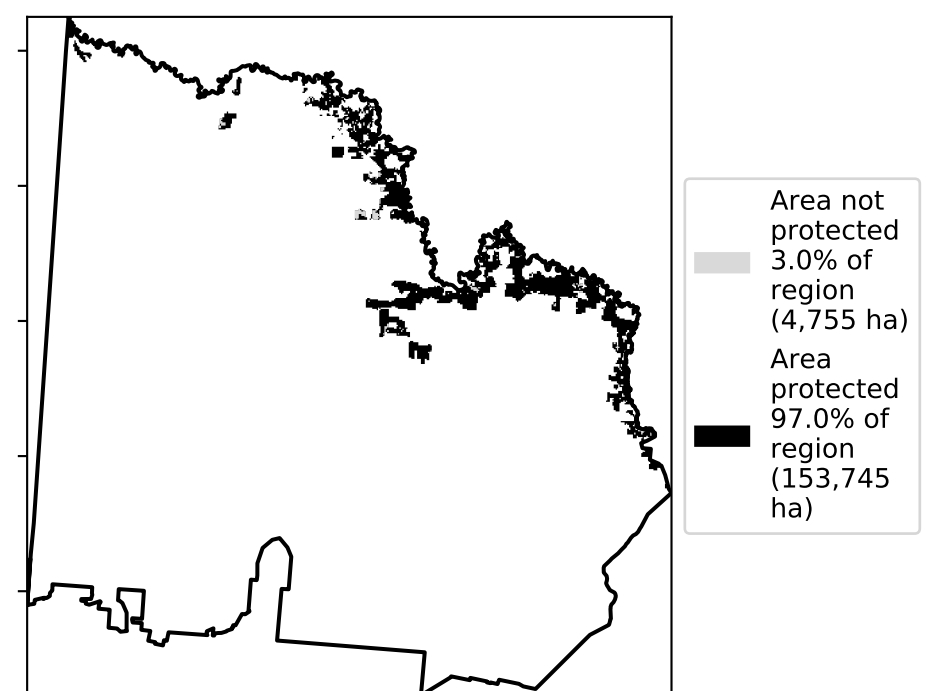 Area not
protected
3.0% of
region
(4,755 ha)
Area
protected
97.0% of
region
(153,745
ha)